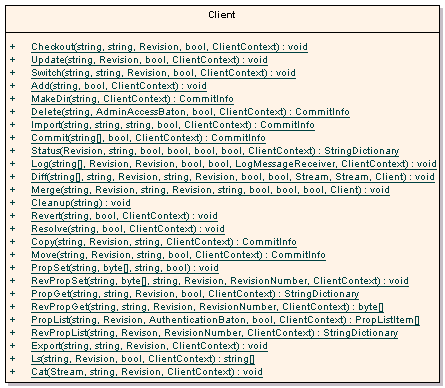 Client
+ Checkout(string, string, Revision, bool, ClientContext) : void
+ Update(string, Revision, bool, ClientContext) : void
+ Switch(string, string, Revision, bool, ClientContext) : void
+ Add(string, bool, ClientContext) : void
+ MakeDir(string, ClientContext) : CommitInfo
+ Delete(string, AdminAccessBaton, bool, ClientContext) : CommitInfo
+ Import(string, string, string, bool, ClientContext) : CommitInfo
+ Commit(string[], bool, ClientContext) : CommitInfo
+ Status(Revision, string, bool, bool, bool, bool, ClientContext) : StringDictionary
+ Log(string[], Revision, Revision, bool, bool, LogMessageReceiver, ClientContext) : void
+ Diff(string[], string, Revision, string, Revision, bool, bool, Stream, Stream, Client) : void
+ Merge(string, Revision, string, Revision, string, bool, bool, bool, Client) : void
+ Cleanup(string) : void
+ Revert(string, bool, ClientContext) : void
+ Resolve(string, bool, ClientContext) : void
+ Copy(string, Revision, string, ClientContext) : CommitInfo
+ Move(string, Revision, string, ClientContext) : CommitInfo
+ PropSet(string, byte[], string, bool) : void
+ RevPropSet(string, byte[], string, Revision, RevisionNumber, ClientContext) : void
+ PropGet(string, string, Revision, bool, ClientContext) : StringDictionary
+ RevPropGet(string, string, Revision, RevisionNumber, ClientContext) : byte[]
+ PropList(string, Revision, AuthenticationBaton, bool, ClientContext) : PropListItem[]
+ RevPropList(string, Revison, RevisionNumber, ClientContext) : StringDictionary
+ Export(string, string, Revision, ClientContext) : void
+ Ls(string, Revision, bool, ClientContext) : string[]
+ Cat(Stream, string, Revision, ClientContext) : void